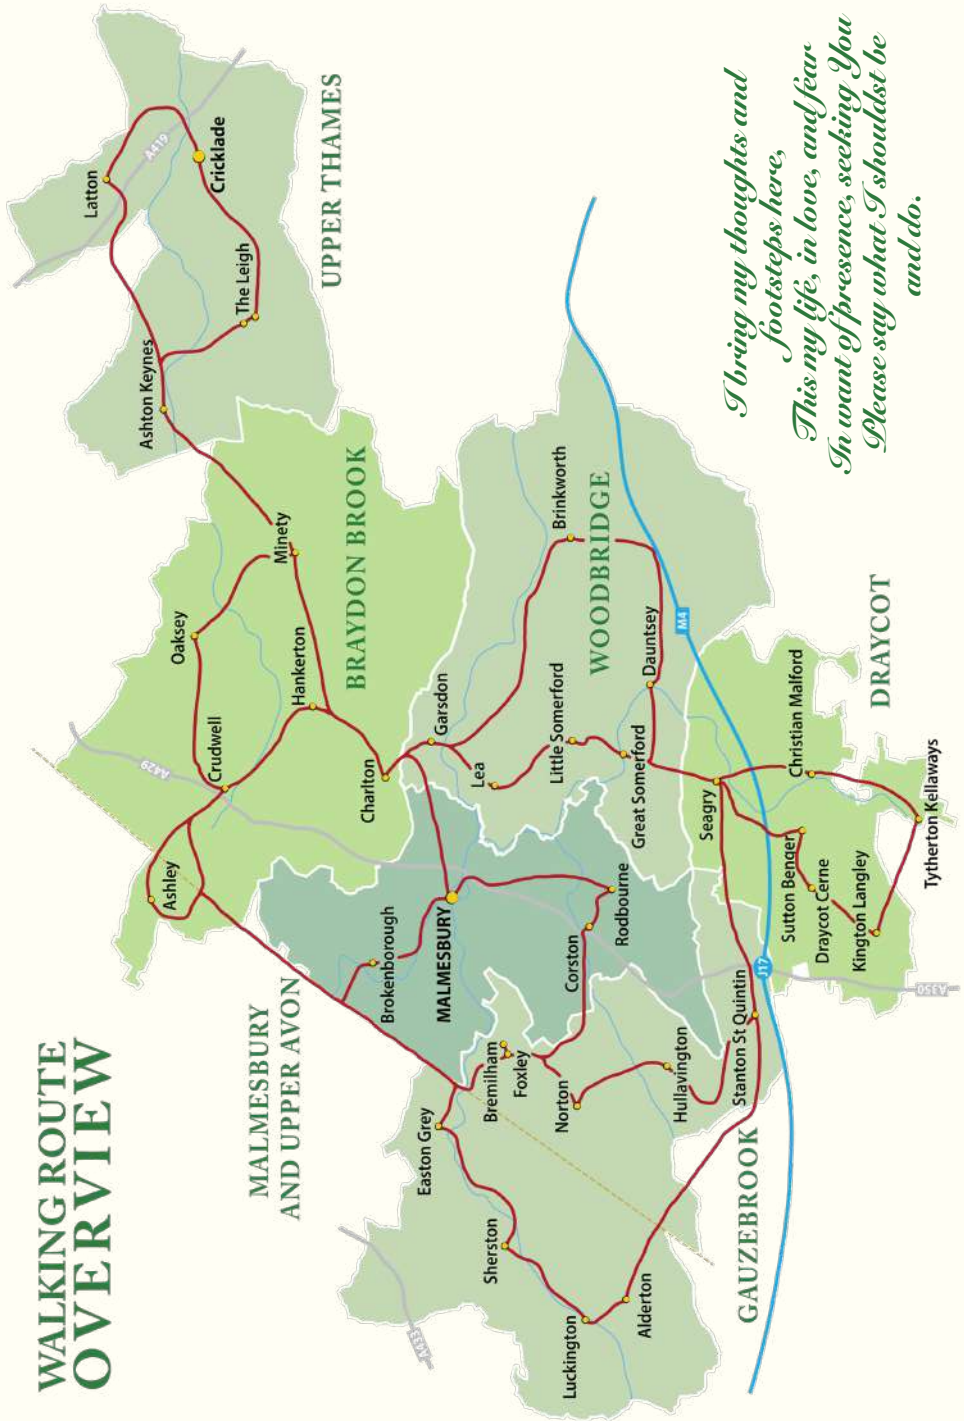 WALKING ROUTE
OVERVIEW
UPPER THAMES
Latton
A419
Cricklade
The Leigh
Ashton Keynes
BRAYDON BROOK
Minety
Oaksey
Hankerton
Crudwell
A429
Charlton
Ashley
MALMESBURY
AND UPPER AVON
Brokenborough
MALMESBURY
Corston
Rodbourne
WOODBRIDGE
Brinkworth
Garsdon
Lea
Little Somerford
Great Somerford
Dauntsey
M4
DRAYCOT
Seagry
Christian Malford
Sutton Benger
Draycot Cerne
Kington Langley
Tytherton Kellaways
J17
A350
GAUZEBROOK
Stanton St Quintin
Hullavington
Norton
Bremilham
Foxley
Easton Grey
Sherston
Luckington
Alderton
A433
I bring my thoughts and
footsteps here,
This my life, in love, and fear
In want of presence, seeking You
Please say what I shouldst be
and do.